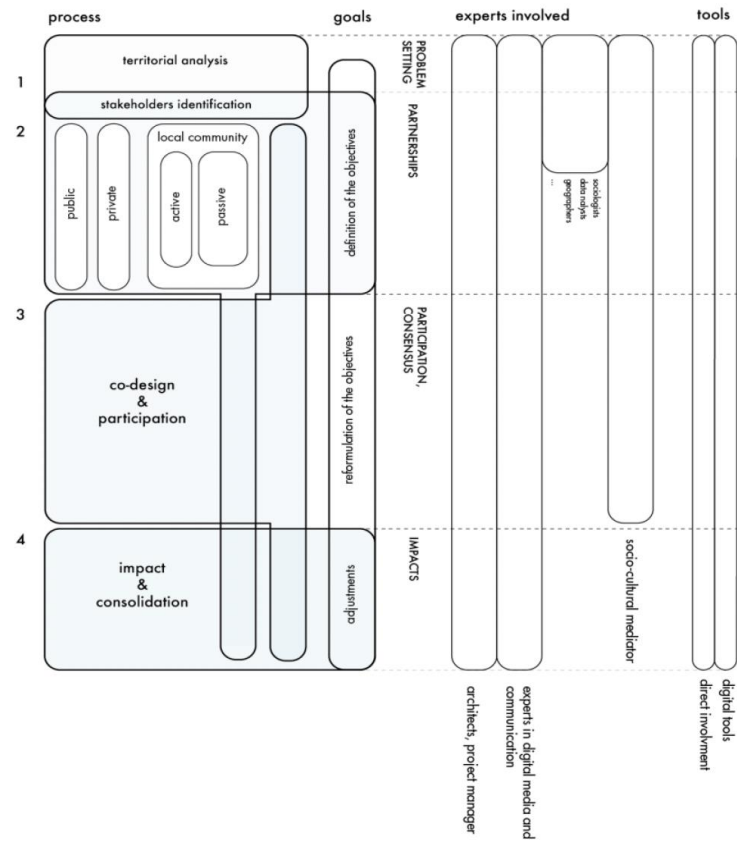 process
goals
experts involved
tools
1
territorial analysis
PROBLEM
SETTING
stakeholders identification
2
public
private
local community
active
passive
definition of the objectives
PARTNERSHIPS
sociologists
data nalysts
geographers
...
3
co-design
&
participation
reformulation of the objectives
PARTICIPATION,
CONSENSUS
4
impact
&
consolidation
adjustments
IMPACTS
socio-cultural mediator
architects, project manager
experts in digital media and
communication
direct involvment
digital tools